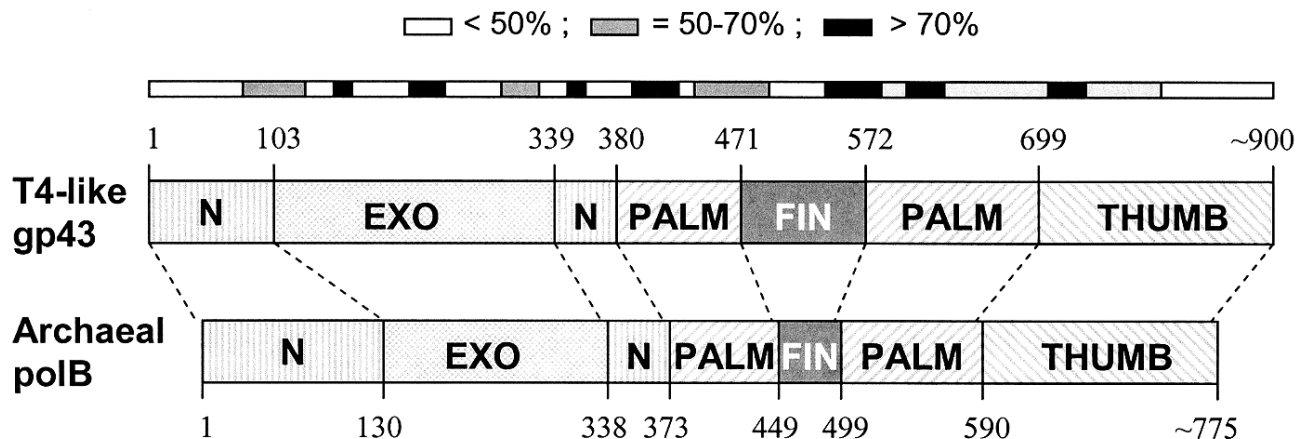 < 50% ; = 50-70% ; > 70%
1 103 339 380 471 572 699 ~900
T4-like gp43
N EXO N PALM FIN PALM THUMB
Archaeal polB
N EXO N PALM FIN PALM THUMB
1 130 338 373 449 499 590 ~775